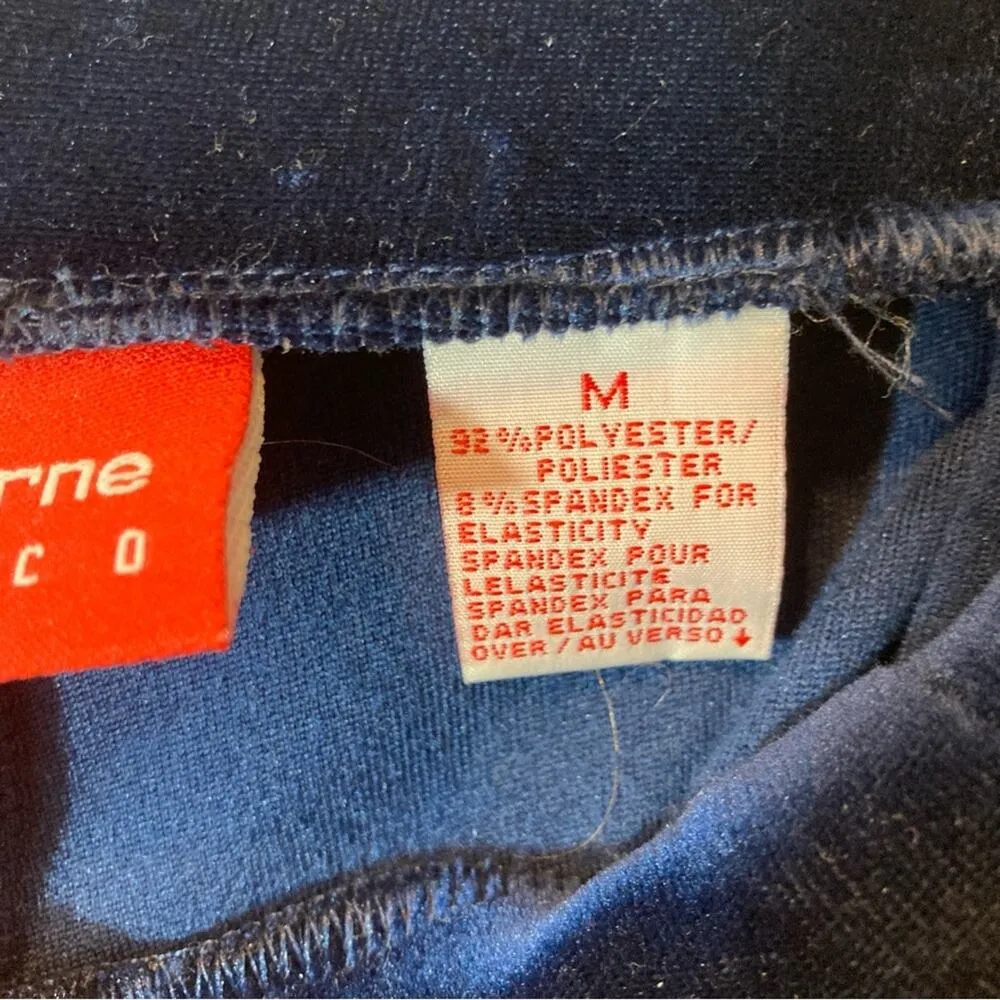 rne
C O
M
92%POLYESTER/
POLIESTER
8%SPANDEX FOR
ELASTICITY
SPANDEX POUR
LELASTICITE
SPANDEX PARA
DAR ELASTICIDAD
OVER/AU VERSO